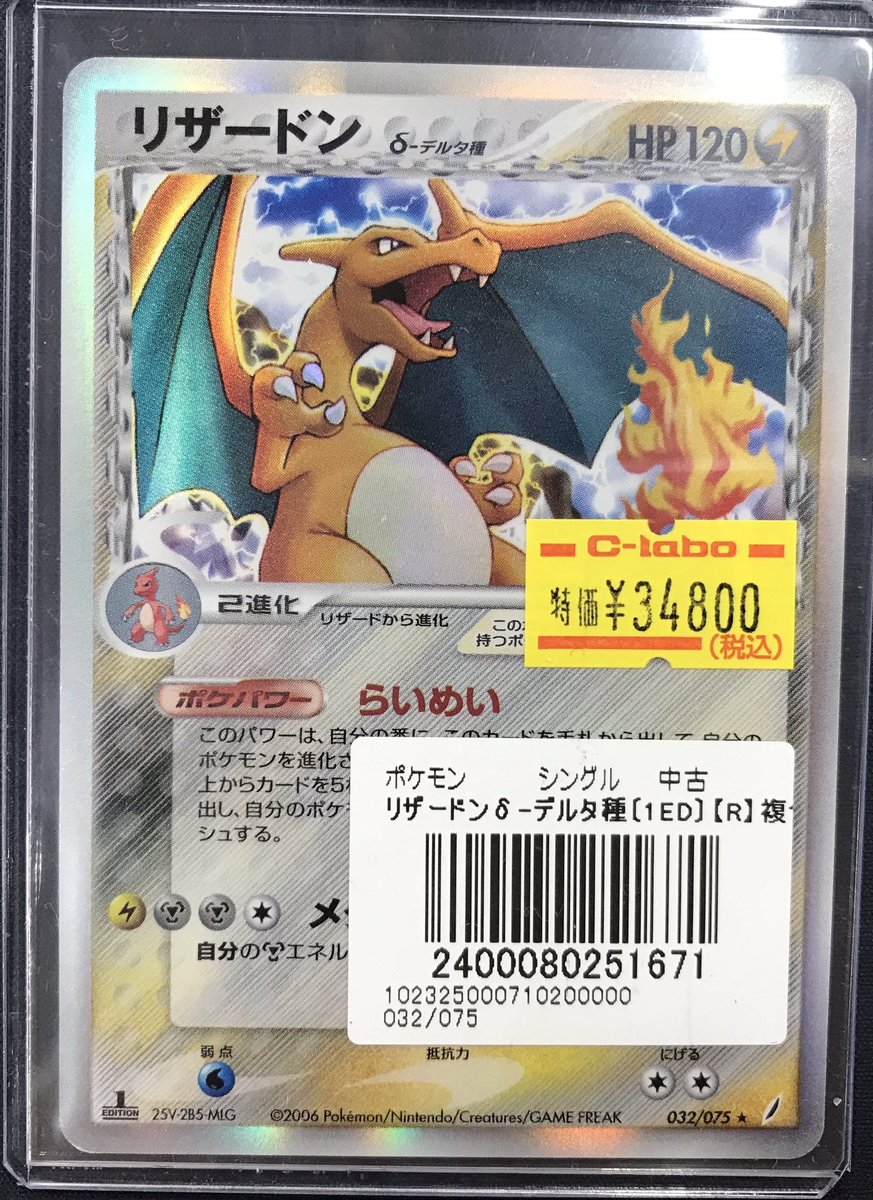 リザードン δ-デルタ種 HP120
C-labo
特価¥34800
(税込)
2進化 リザードから進化
この
持つポ
ポケパワー らいめい
このパワーは、自分の番に、このカードを手札から出して、自分の
ポケモンを進化さ
上からカードを5
出し、自分のポケ
シュする。
ポケモン シングル 中古
リザードンδ-デルタ種〔1ED〕【R】複
2400080251671
102325000710200000
032/075
メ
自分の エネル
弱点 抵抗力 にげる
1 EDITION 25V-2B5-MLG ©2006 Pokémon/Nintendo/Creatures/GAME FREAK 032/075 ★